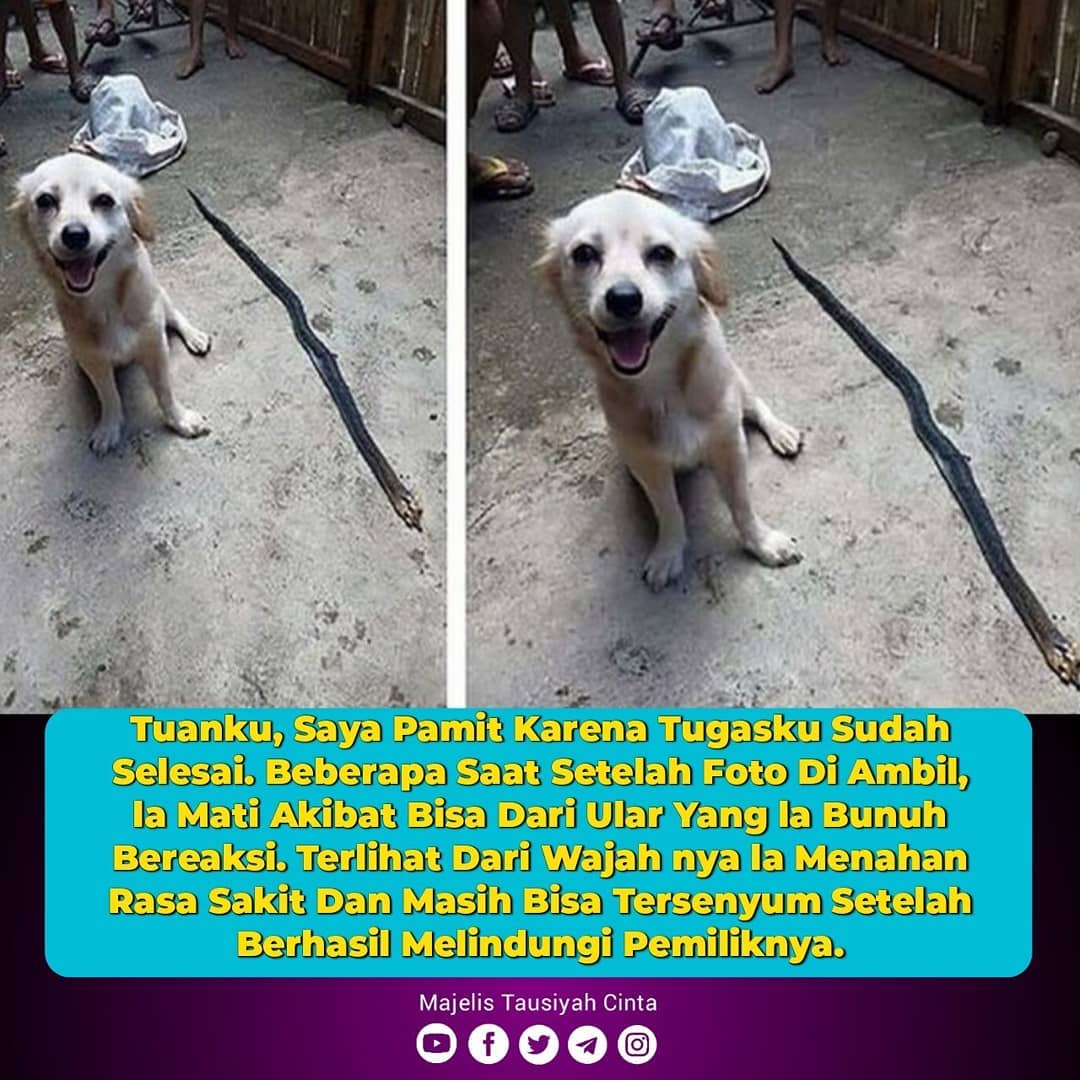 Tuanku, Saya Pamit Karena Tugasku Sudah
Selesai. Beberapa Saat Setelah Foto Di Ambil,
Ia Mati Akibat Bisa Dari Ular Yang Ia Bunuh
Bereaksi. Terlihat Dari Wajah nya Ia Menahan
Rasa Sakit Dan Masih Bisa Tersenyum Setelah
Berhasil Melindungi Pemiliknya.
Majelis Tausiyah Cinta